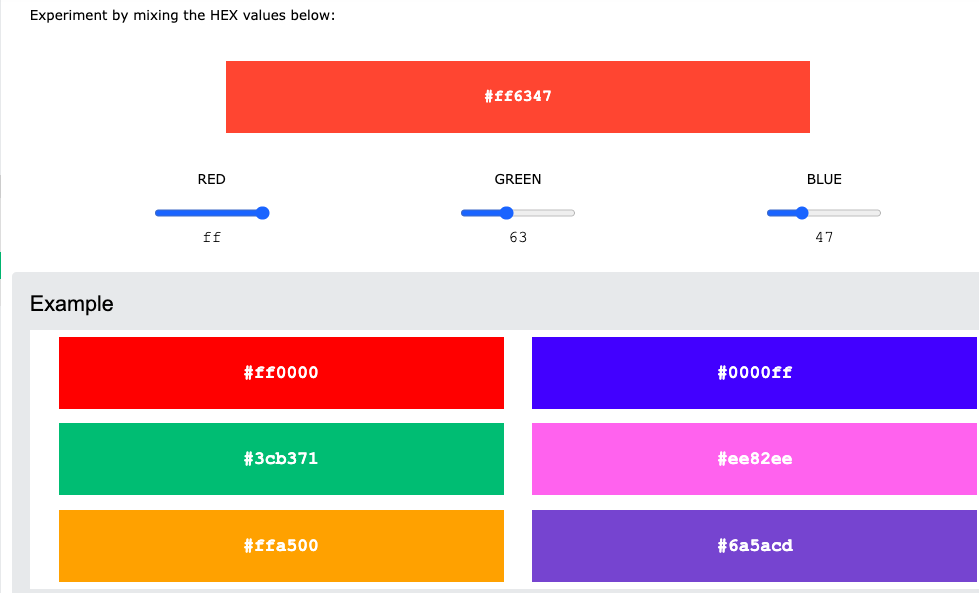 Experiment by mixing the HEX values below:
#ff6347
RED GREEN BLUE
ff 63 47
Example
#ff0000 #0000ff
#3cb371 #ee82ee
#ffa500 #6a5acd